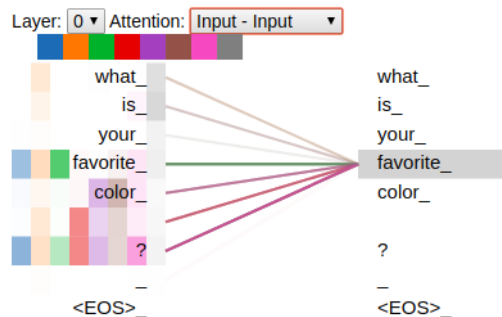 Layer: 0 Attention: Input - Input
what_ what_
is_ is_
your_ your_
favorite_ favorite_
color_ color_
? ?
_ _
<EOS>_ <EOS>_